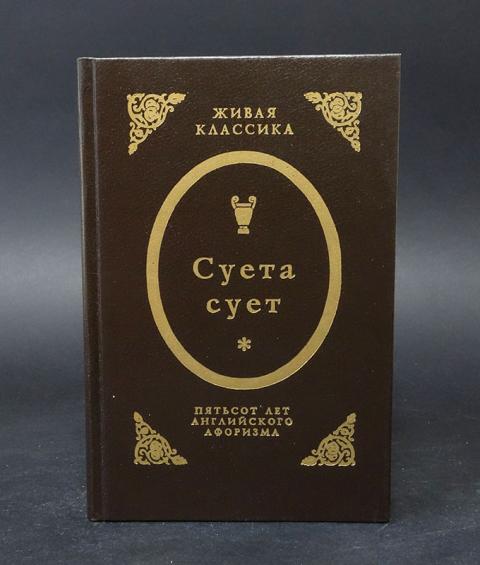 ЖИВАЯ
КЛАССИКА
Суета
сует
*
ПЯТЬСОТ ЛЕТ
АНГЛИЙСКОГО
АФОРИЗМА